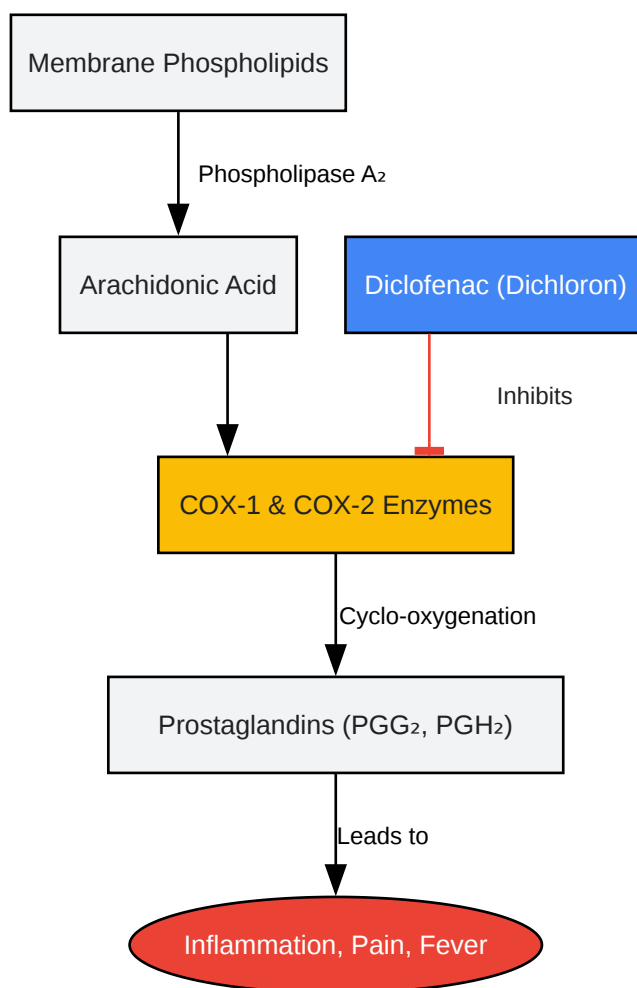 Membrane Phospholipids
Phospholipase A₂
Arachidonic Acid
Diclofenac (Dichloron)
Inhibits
COX-1 & COX-2 Enzymes
Cyclo-oxygenation
Prostaglandins (PGG₂, PGH₂)
Leads to
Inflammation, Pain, Fever